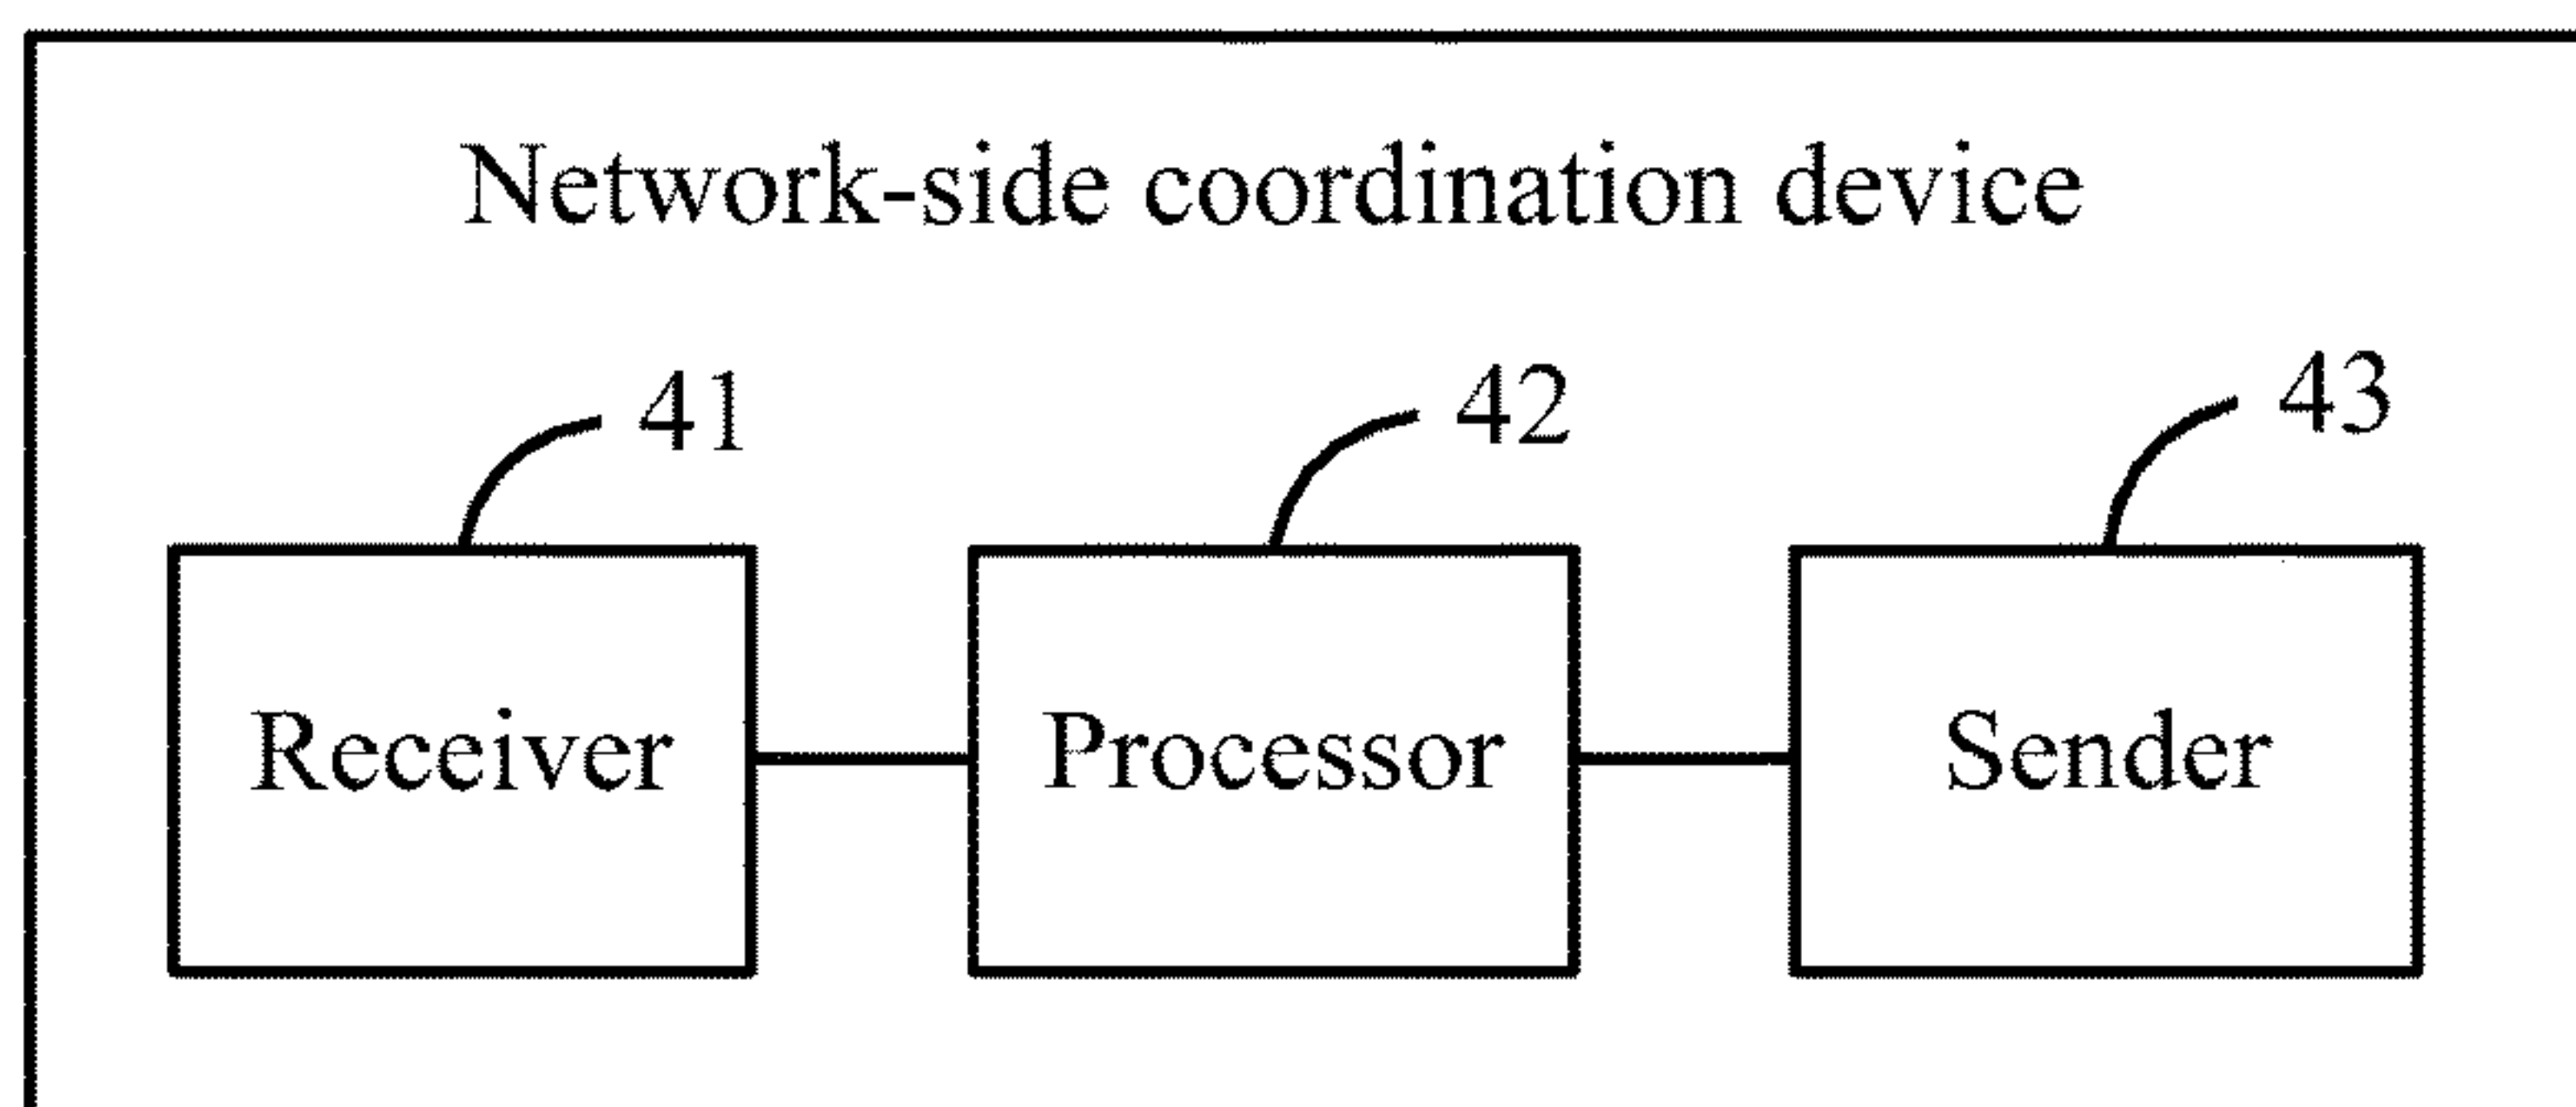 Network-side coordination device
41 42 43
Receiver Processor Sender